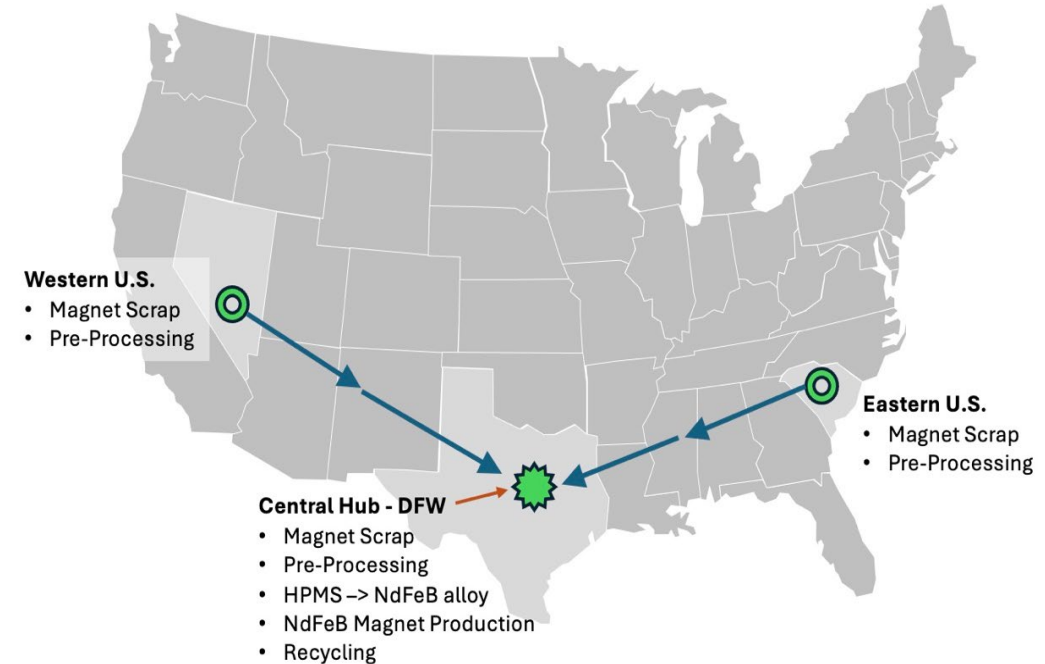 Western U.S.
• Magnet Scrap
• Pre-Processing
Eastern U.S.
• Magnet Scrap
• Pre-Processing
Central Hub - DFW
• Magnet Scrap
• Pre-Processing
• HPMS –> NdFeB alloy
• NdFeB Magnet Production
• Recycling